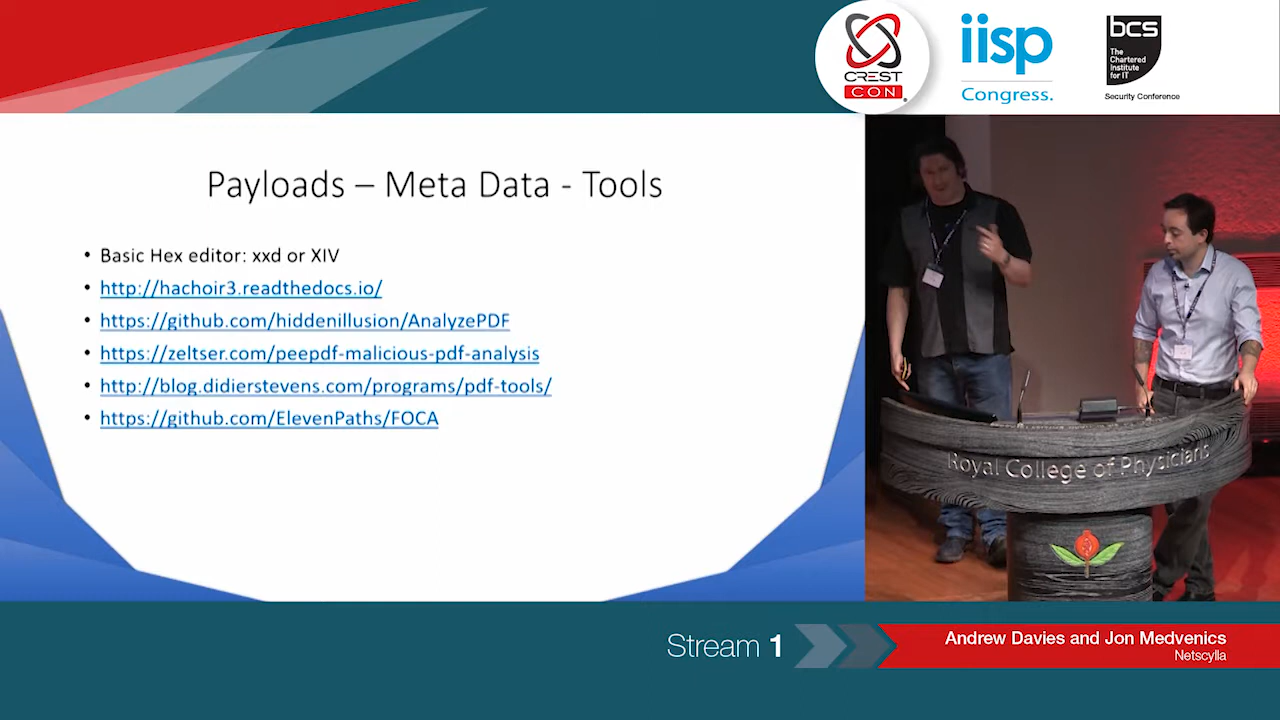 CREST
CON
iisp
Congress.
bcs
The
Chartered
Institute
for IT
Security Conference
Payloads – Meta Data - Tools
• Basic Hex editor: xxd or XIV
• http://hachoir3.readthedocs.io/
• https://github.com/hiddenillusion/AnalyzePDF
• https://zeltser.com/peepdf-malicious-pdf-analysis
• http://blog.didierstevens.com/programs/pdf-tools/
• https://github.com/ElevenPaths/FOCA
Royal College of Physicians
Stream 1
Andrew Davies and Jon Medvenics
Netscylla